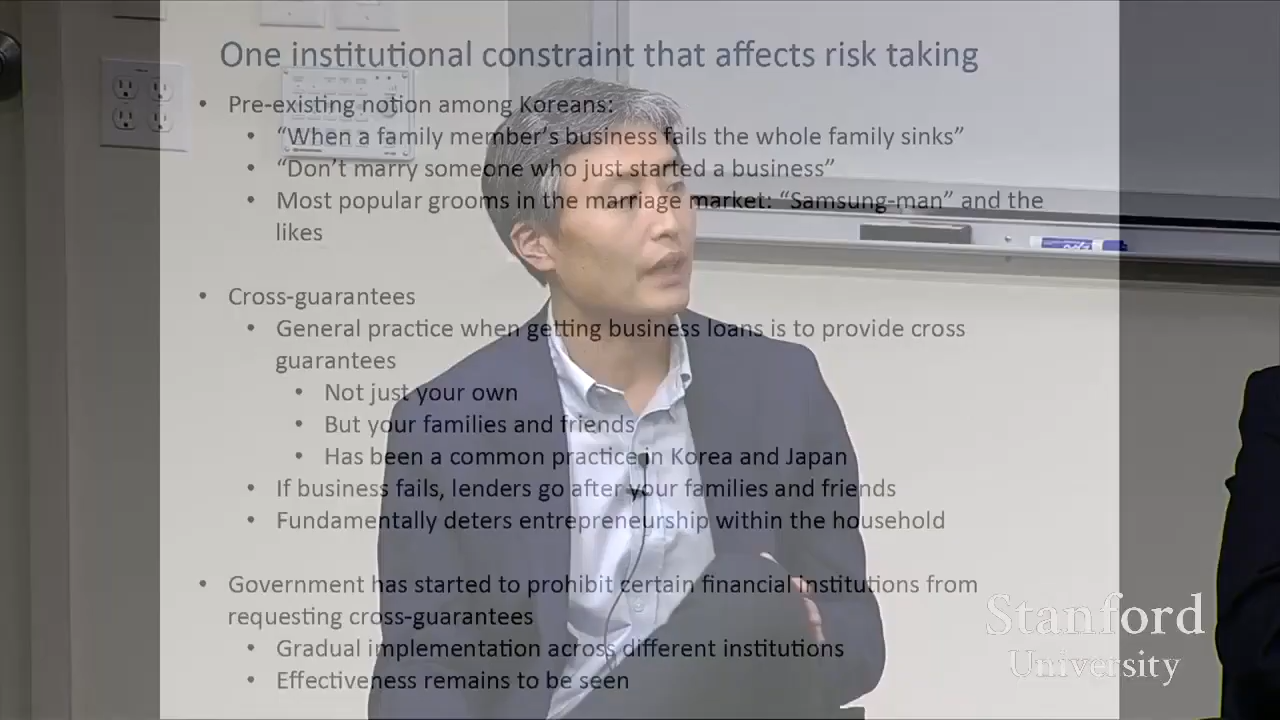 One institutional constraint that affects risk taking
• Pre-existing notion among Koreans:
• “When a family member’s business fails the whole family sinks”
• “Don’t marry someone who just started a business”
• Most popular grooms in the marriage market: “Samsung-man” and the
likes
• Cross-guarantees
• General practice when getting business loans is to provide cross
guarantees
• Not just your own
• But your families and friends
• Has been a common practice in Korea and Japan
• If business fails, lenders go after your families and friends
• Fundamentally deters entrepreneurship within the household
• Government has started to prohibit certain financial institutions from
requesting cross-guarantees
• Gradual implementation across different institutions
• Effectiveness remains to be seen
Stanford
University